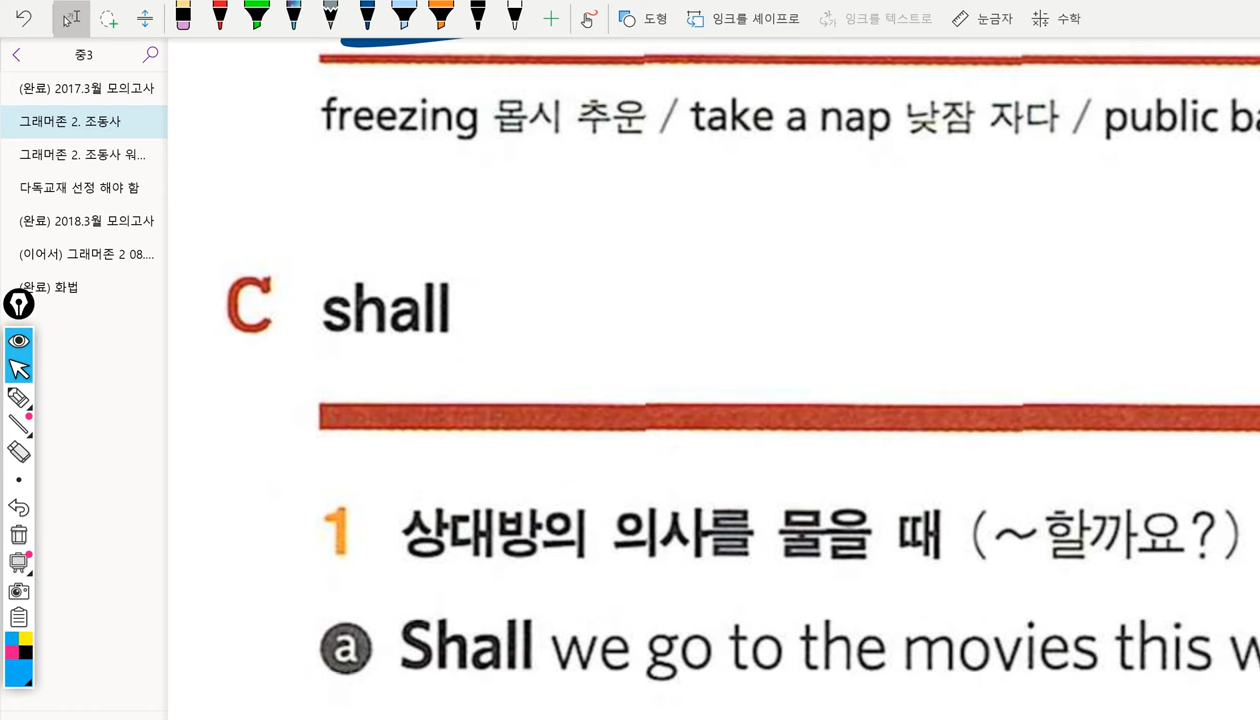 도형
잉크를 셰이프로
잉크를 텍스트로
눈금자
수학
중3
(완료) 2017.3월 모의고사
그래머존 2. 조동사
그래머존 2. 조동사 워...
다독교재 선정 해야 함
(완료) 2018.3월 모의고사
(이어서) 그래머존 2 08....
(완료) 화법
freezing 몹시 추운 / take a nap 낮잠 자다 / public
C shall
1 상대방의 의사를 물을 때 (~할까요?)
a Shall we go to the movies this